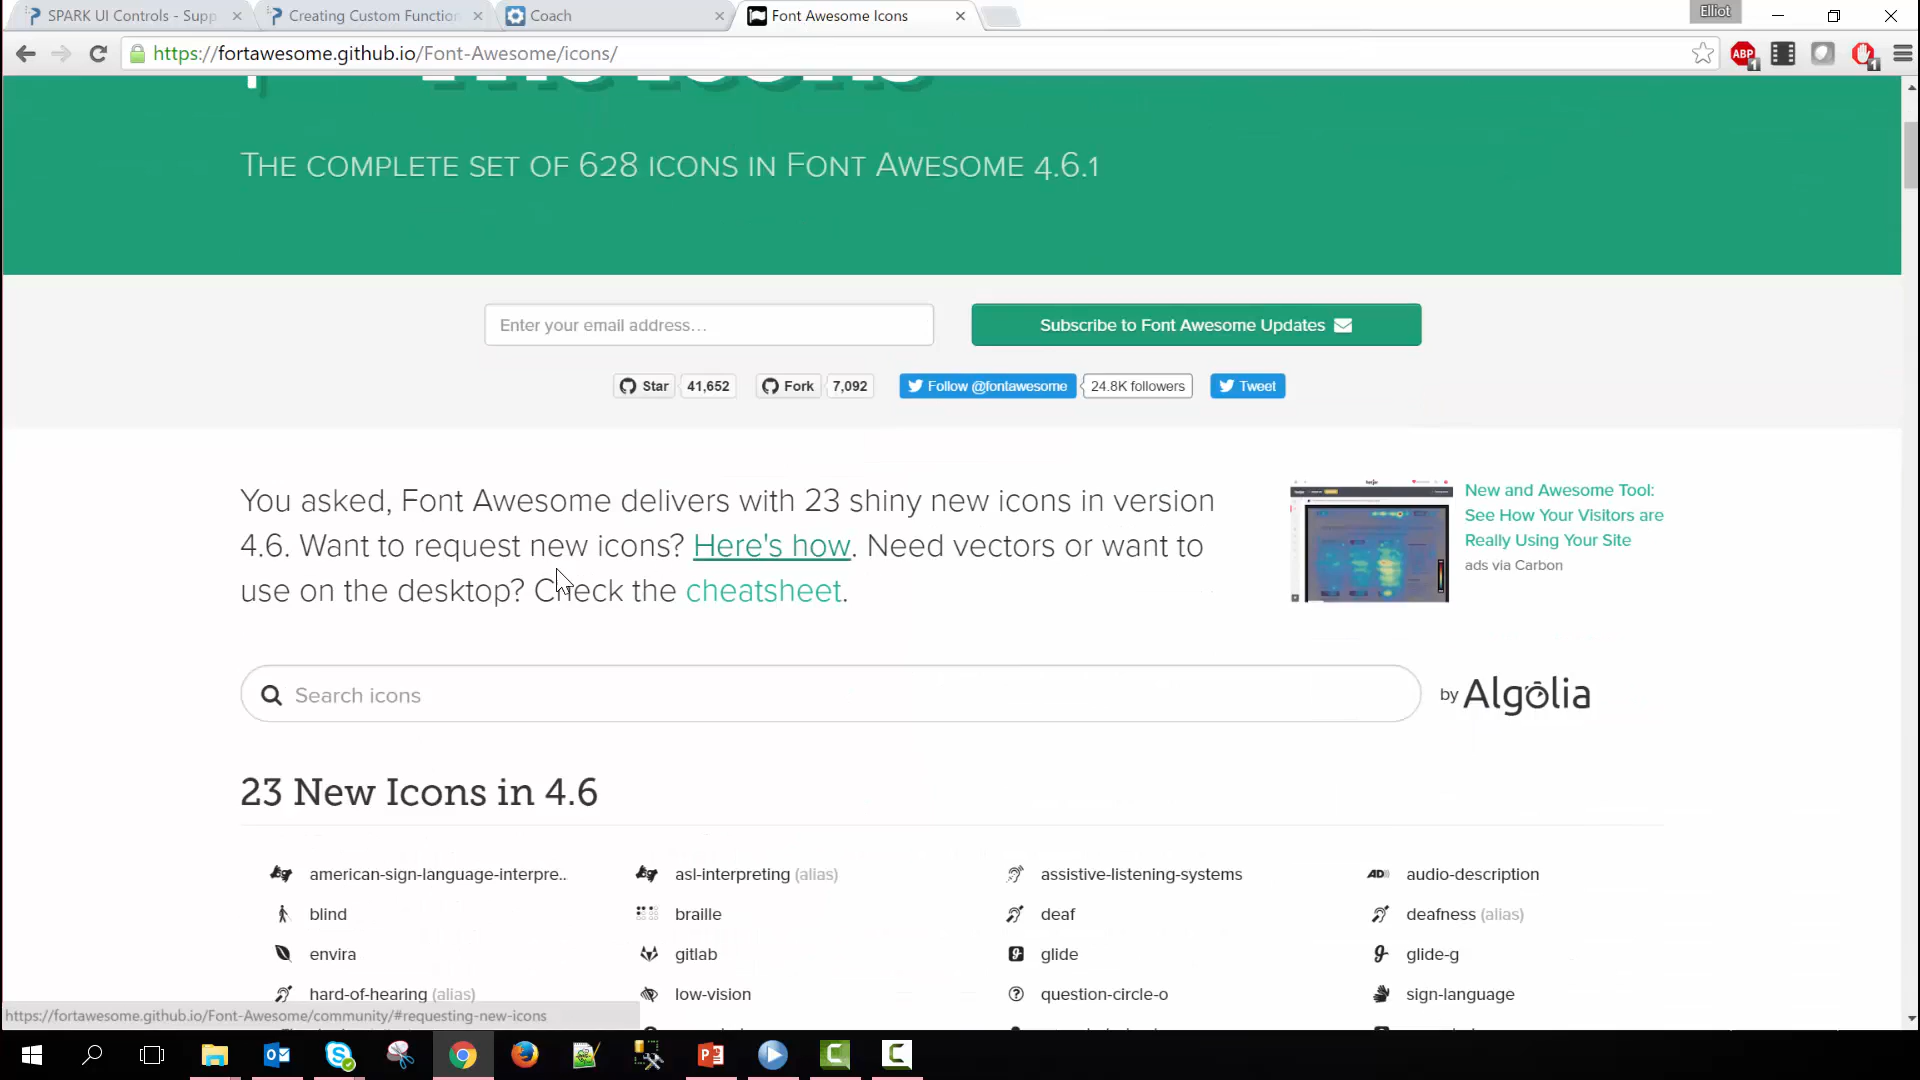 SPARK UI Controls - Supp
Creating Custom Function
Coach
Font Awesome Icons
Elliot
https://fortawesome.github.io/Font-Awesome/icons/
ABP
1
1
The Icons
The complete set of 628 icons in Font Awesome 4.6.1
Enter your email address...
Subscribe to Font Awesome Updates
Star
41,652
Fork
7,092
Follow @fontawesome
24.8K followers
Tweet
You asked, Font Awesome delivers with 23 shiny new icons in version
4.6. Want to request new icons? Here's how. Need vectors or want to
use on the desktop? Check the cheatsheet.
New and Awesome Tool:
See How Your Visitors are
Really Using Your Site
ads via Carbon
Search icons
by Algolia
23 New Icons in 4.6
american-sign-language-interpre..
asl-interpreting (alias)
assistive-listening-systems
AD
audio-description
blind
braille
deaf
deafness (alias)
envira
gitlab
glide
glide-g
hard-of-hearing (alias)
low-vision
question-circle-o
sign-language
https://fortawesome.github.io/Font-Awesome/community/#requesting-new-icons